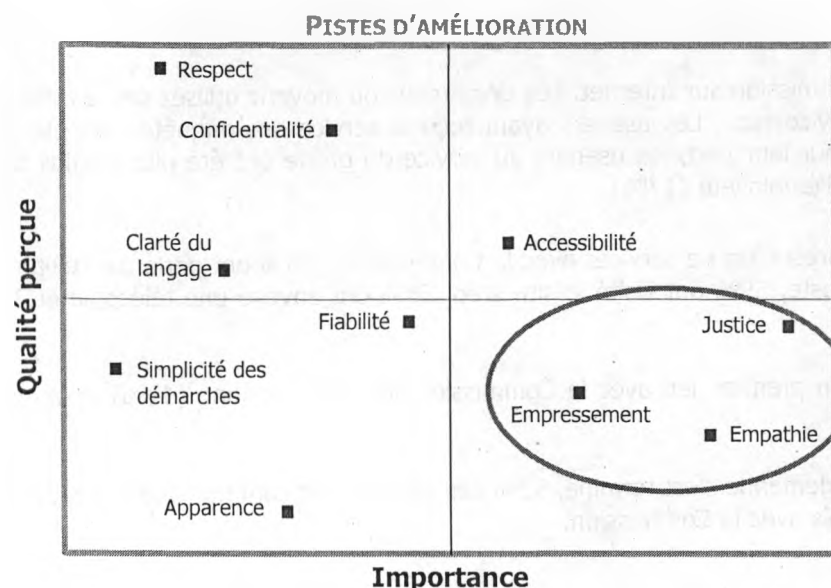 PISTES D'AMÉLIORATION
Respect
Confidentialité
Clarté du
langage
Accessibilité
Fiabilité
Justice
Simplicité des
démarches
Empressement
Empathie
Apparence
Qualité perçue
Importance